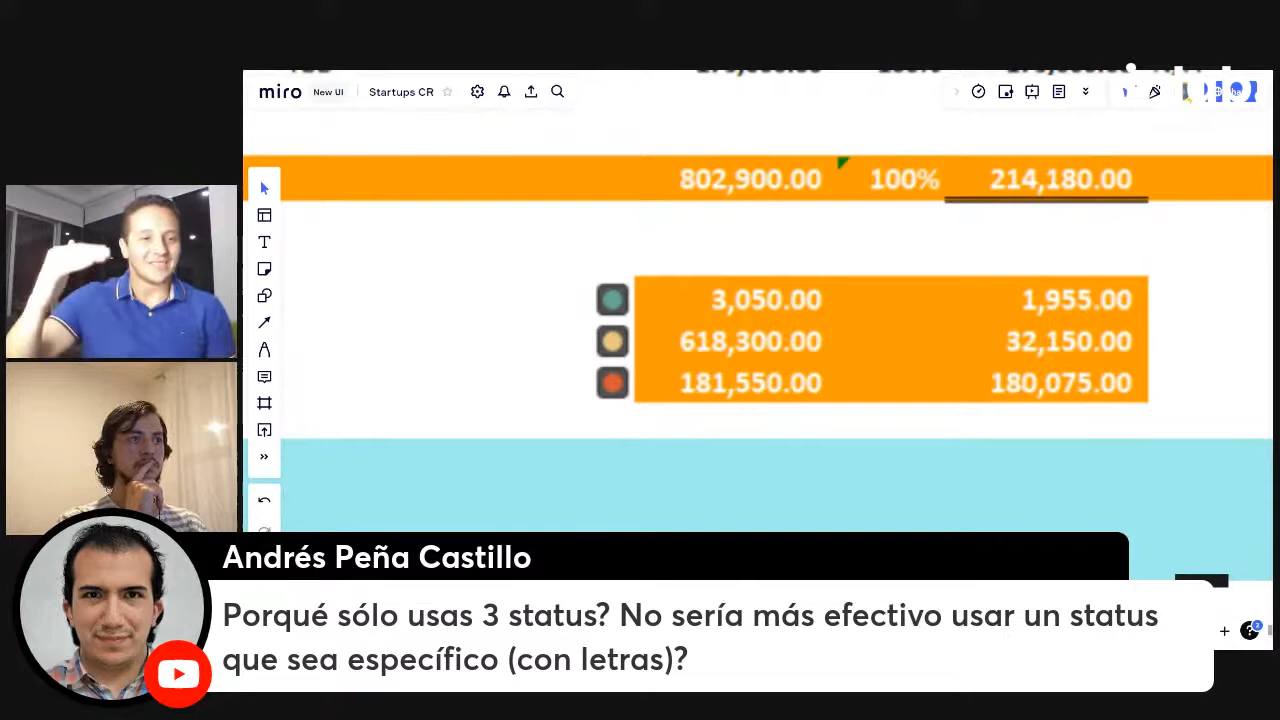 miro New UI Startups CR
802,900.00 100% 214,180.00
3,050.00 1,955.00
618,300.00 32,150.00
181,550.00 180,075.00
Andrés Peña Castillo
Porqué sólo usas 3 status? No sería más efectivo usar un status
que sea específico (con letras)?